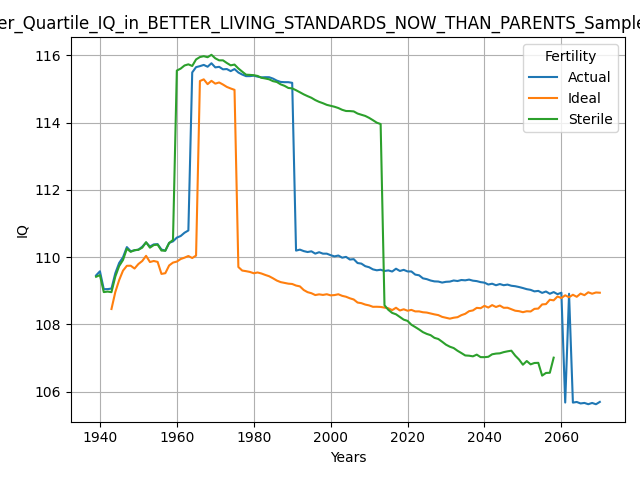 er_Quartile_IQ_in_BETTER_LIVING_STANDARDS_NOW_THAN_PARENTS_Sample
116
114
112
110
108
106
IQ
1940
1960
1980
2000
2020
2040
2060
Years
Fertility
Actual
Ideal
Sterile